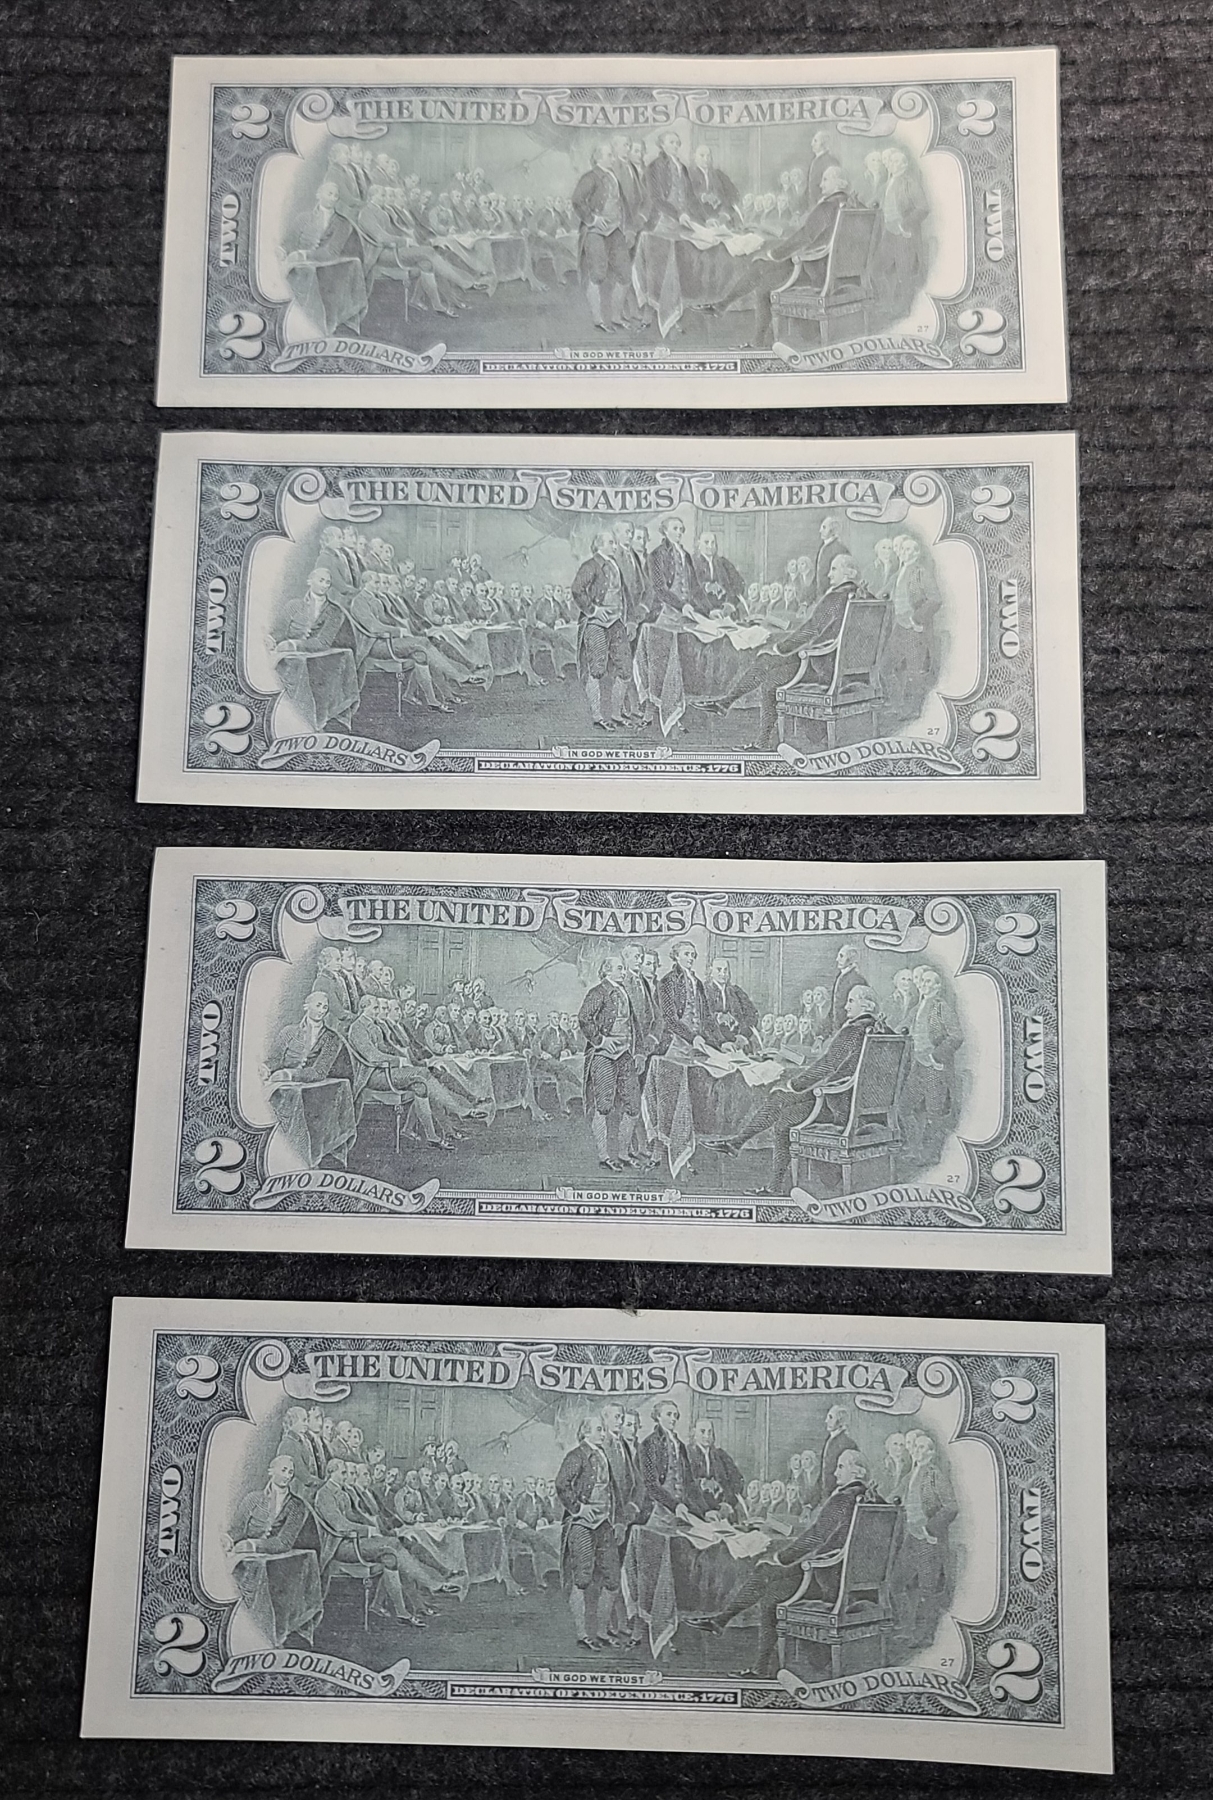 2 THE UNITED STATES OF AMERICA 2
TWO TWO
27
2 TWO DOLLARS IN GOD WE TRUST TWO DOLLARS 2
DECLARATION OF INDEPENDENCE, 1776
2 THE UNITED STATES OF AMERICA 2
TWO TWO
27
2 TWO DOLLARS IN GOD WE TRUST TWO DOLLARS 2
DECLARATION OF INDEPENDENCE, 1776
2 THE UNITED STATES OF AMERICA 2
TWO TWO
27
2 TWO DOLLARS IN GOD WE TRUST TWO DOLLARS 2
DECLARATION OF INDEPENDENCE, 1776
2 THE UNITED STATES OF AMERICA 2
TWO TWO
27
2 TWO DOLLARS IN GOD WE TRUST TWO DOLLARS 2
DECLARATION OF INDEPENDENCE, 1776